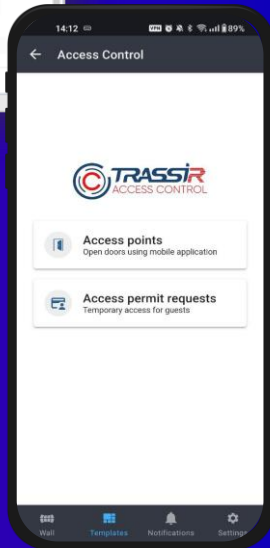 14:12
VPN
89%
Access Control
TRASSIR
ACCESS CONTROL
Access points
Open doors using mobile application
Access permit requests
Temporary access for guests
Wall
Templates
Notifications
Settings